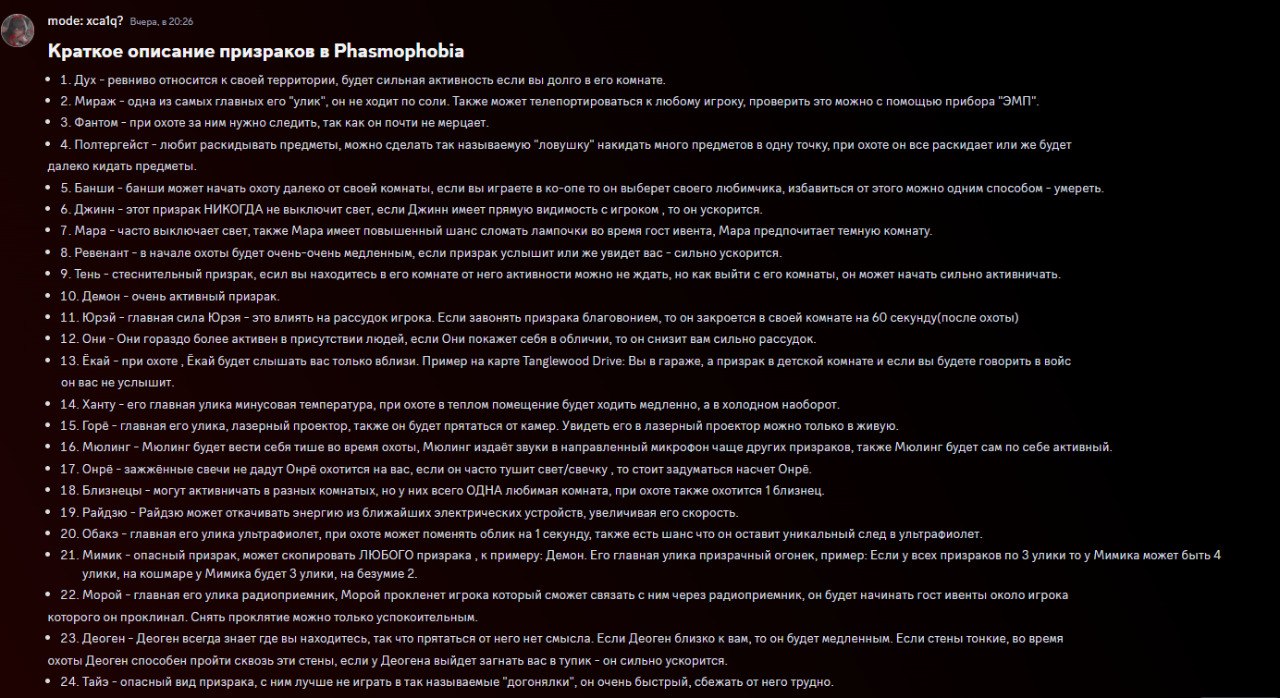 mode: xca1q? Вчера, в 20:26
Краткое описание призраков в Phasmophobia
• 1. Дух - ревниво относится к своей территории, будет сильная активность если вы долго в его комнате.
• 2. Мираж - одна из самых главных его "улик", он не ходит по соли. Также может телепортироваться к любому игроку, проверить это можно с помощью прибора "ЭМП".
• 3. Фантом - при охоте за ним нужно следить, так как он почти не мерцает.
• 4. Полтергейст - любит раскидывать предметы, можно сделать так называемую "ловушку" накидать много предметов в одну точку, при охоте он все раскидает или же будет
далеко кидать предметы.
• 5. Банши - банши может начать охоту далеко от своей комнаты, если вы играете в ко-опе то он выберет своего любимчика, избавиться от этого можно одним способом - умереть.
• 6. Джинн - этот призрак НИКОГДА не выключит свет, если Джинн имеет прямую видимость с игроком , то он ускорится.
• 7. Мара - часто выключает свет, также Мара имеет повышенный шанс сломать лампочки во время гост ивента, Мара предпочитает темную комнату.
• 8. Ревенант - в начале охоты будет очень-очень медленным, если призрак услышит или же увидет вас - сильно ускорится.
• 9. Тень - стеснительный призрак, есил вы находитесь в его комнате от него активности можно не ждать, но как выйти с его комнаты, он может начать сильно активничать.
• 10. Демон - очень активный призрак.
• 11. Юрэй - главная сила Юрэя - это влиять на рассудок игрока. Если завонять призрака благовонием, то он закроется в своей комнате на 60 секунду(после охоты)
• 12. Они - Они гораздо более активен в присутствии людей, если Они покажет себя в обличии, то он снизит вам сильно рассудок.
• 13. Ёкай - при охоте , Ёкай будет слышать вас только вблизи. Пример на карте Tanglewood Drive: Вы в гараже, а призрак в детской комнате и если вы будете говорить в войс
он вас не услышит.
• 14. Ханту - его главная улика минусовая температура, при охоте в теплом помещение будет ходить медленно, а в холодном наоборот.
• 15. Горё - главная его улика, лазерный проектор, также он будет прятаться от камер. Увидеть его в лазерный проектор можно только в живую.
• 16. Мюлинг - Мюлинг будет вести себя тише во время охоты, Мюлинг издаёт звуки в направленный микрофон чаще других призраков, также Мюлинг будет сам по себе активный.
• 17. Онрё - зажжённые свечи не дадут Онрё охотится на вас, если он часто тушит свет/свечку , то стоит задуматься насчет Онрё.
• 18. Близнецы - могут активничать в разных комнатых, но у них всего ОДНА любимая комната, при охоте также охотится 1 близнец.
• 19. Райдзю - Райдзю может откачивать энергию из ближайших электрических устройств, увеличивая его скорость.
• 20. Обакэ - главная его улика ультрафиолет, при охоте может поменять облик на 1 секунду, также есть шанс что он оставит уникальный след в ультрафиолет.
• 21. Мимик - опасный призрак, может скопировать ЛЮБОГО призрака , к примеру: Демон. Его главная улика призрачный огонек, пример: Если у всех призраков по 3 улики то у Мимика может быть 4
улики, на кошмаре у Мимика будет 3 улики, на безумие 2.
• 22. Морой - главная его улика радиоприемник, Морой прокленет игрока который сможет связать с ним через радиоприемник, он будет начинать гост ивенты около игрока
которого он проклинал. Снять проклятие можно только успокоительным.
• 23. Деоген - Деоген всегда знает где вы находитесь, так что прятаться от него нет смысла. Если Деоген близко к вам, то он будет медленным. Если стены тонкие, во время
охоты Деоген способен пройти сквозь эти стены, если у Деогена выйдет загнать вас в тупик - он сильно ускорится.
• 24. Тайэ - опасный вид призрака, с ним лучше не играть в так называемые "догонялки", он очень быстрый, сбежать от него трудно.